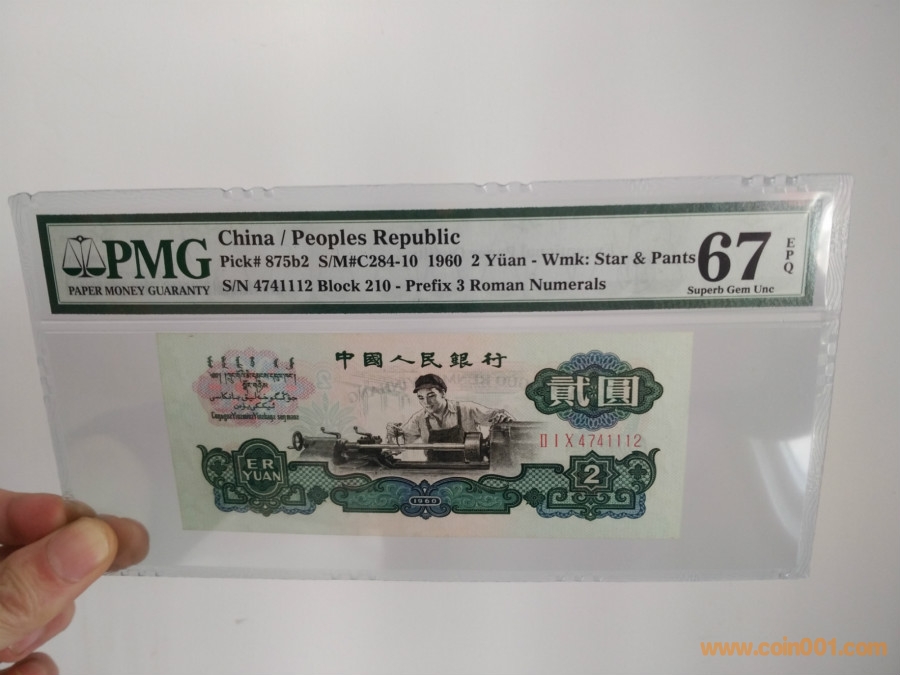 PMG
PAPER MONEY GUARANTY
China / Peoples Republic
Pick# 875b2 S/M#C284-10 1960 2 Yüan - Wmk: Star & Pants
S/N 4741112 Block 210 - Prefix 3 Roman Numerals
67
EPQ
Superb Gem Unc
中國人民銀行
貳圓
II I X 4741112
ER
YUAN
2
1960
www.coin001.com